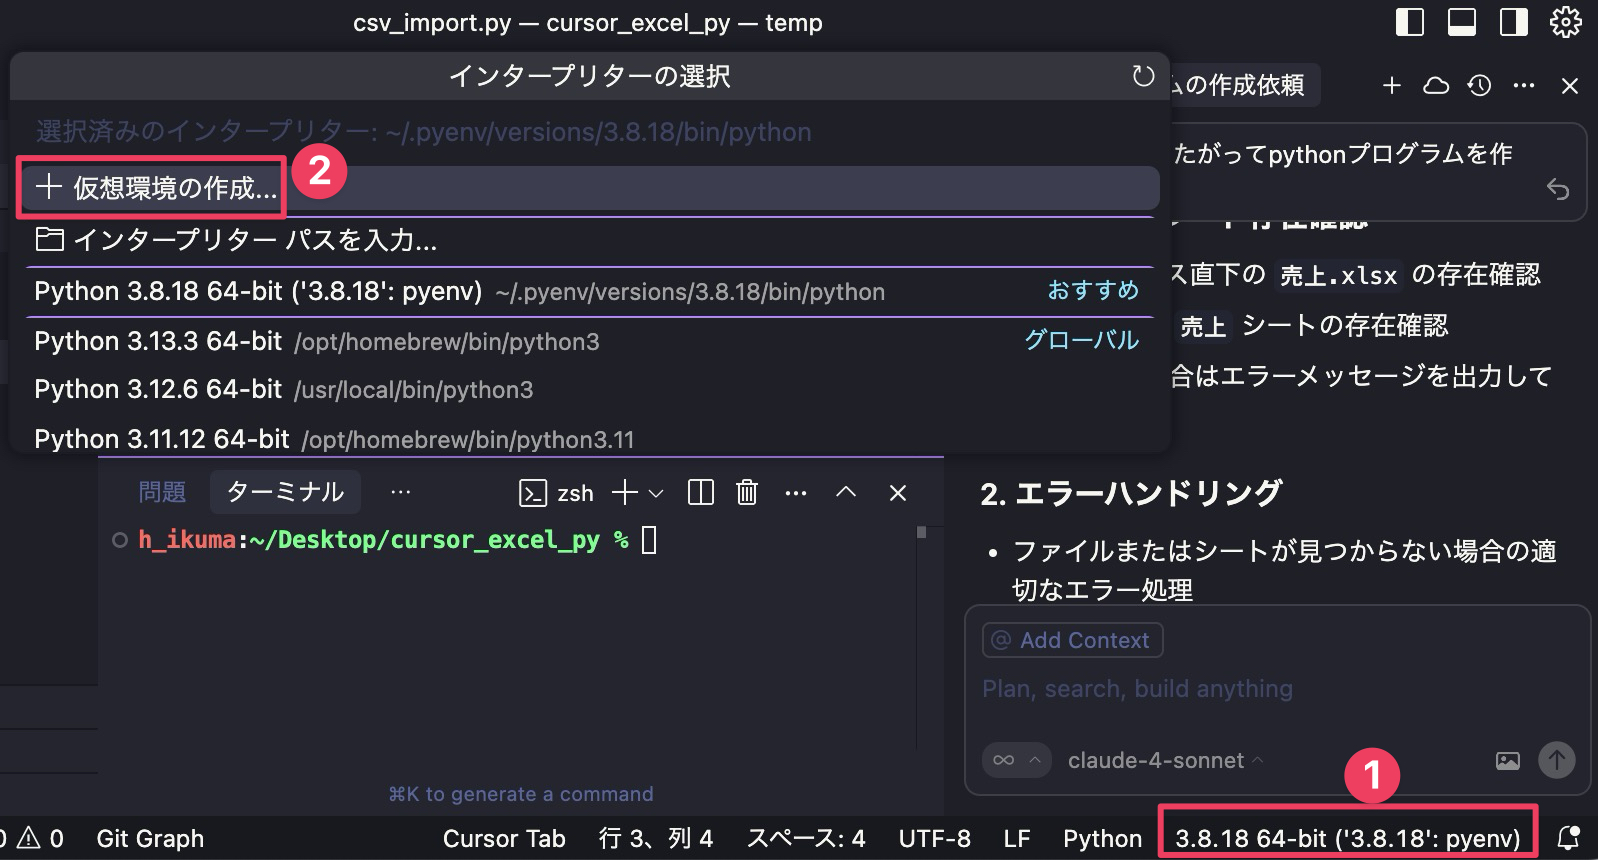 csv_import.py — cursor_excel_py — temp
インタープリターの選択
選択済みのインタープリター: ~/.pyenv/versions/3.8.18/bin/python
仮想環境の作成...
2
インタープリター パスを入力...
Python 3.8.18 64-bit ('3.8.18': pyenv) ~/.pyenv/versions/3.8.18/bin/python おすすめ
Python 3.13.3 64-bit /opt/homebrew/bin/python3 グローバル
Python 3.12.6 64-bit /usr/local/bin/python3
Python 3.11.12 64-bit /opt/homebrew/bin/python3.11
問題 ターミナル ... zsh
h_ikuma:~/Desktop/cursor_excel_py %
⌘K to generate a command
ムの作成依頼
たがってpythonプログラムを作
ス直下の 売上.xlsx の存在確認
売上 シートの存在確認
合はエラーメッセージを出力して
2. エラーハンドリング
• ファイルまたはシートが見つからない場合の適
切なエラー処理
@ Add Context
Plan, search, build anything
∞ claude-4-sonnet
1
0 0 Git Graph Cursor Tab 行 3、列 4 スペース: 4 UTF-8 LF Python 3.8.18 64-bit ('3.8.18': pyenv)